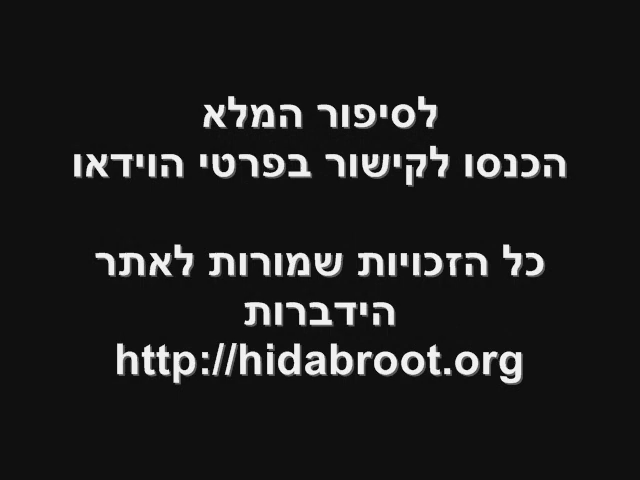 לסיפור המלא
הכנסו לקישור בפרטי הוידאו
כל הזכויות שמורות לאתר
הידברות
http://hidabroot.org